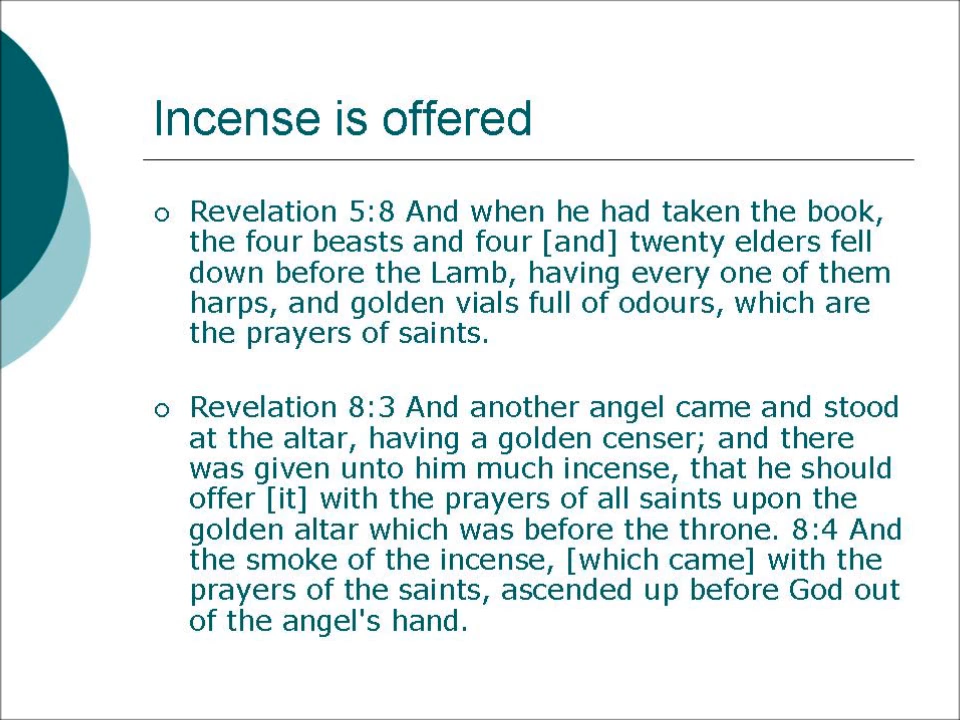 Incense is offered
Revelation 5:8 And when he had taken the book,
the four beasts and four [and] twenty elders fell
down before the Lamb, having every one of them
harps, and golden vials full of odours, which are
the prayers of saints.
Revelation 8:3 And another angel came and stood
at the altar, having a golden censer; and there
was given unto him much incense, that he should
offer [it] with the prayers of all saints upon the
golden altar which was before the throne. 8:4 And
the smoke of the incense, [which came] with the
prayers of the saints, ascended up before God out
of the angel's hand.